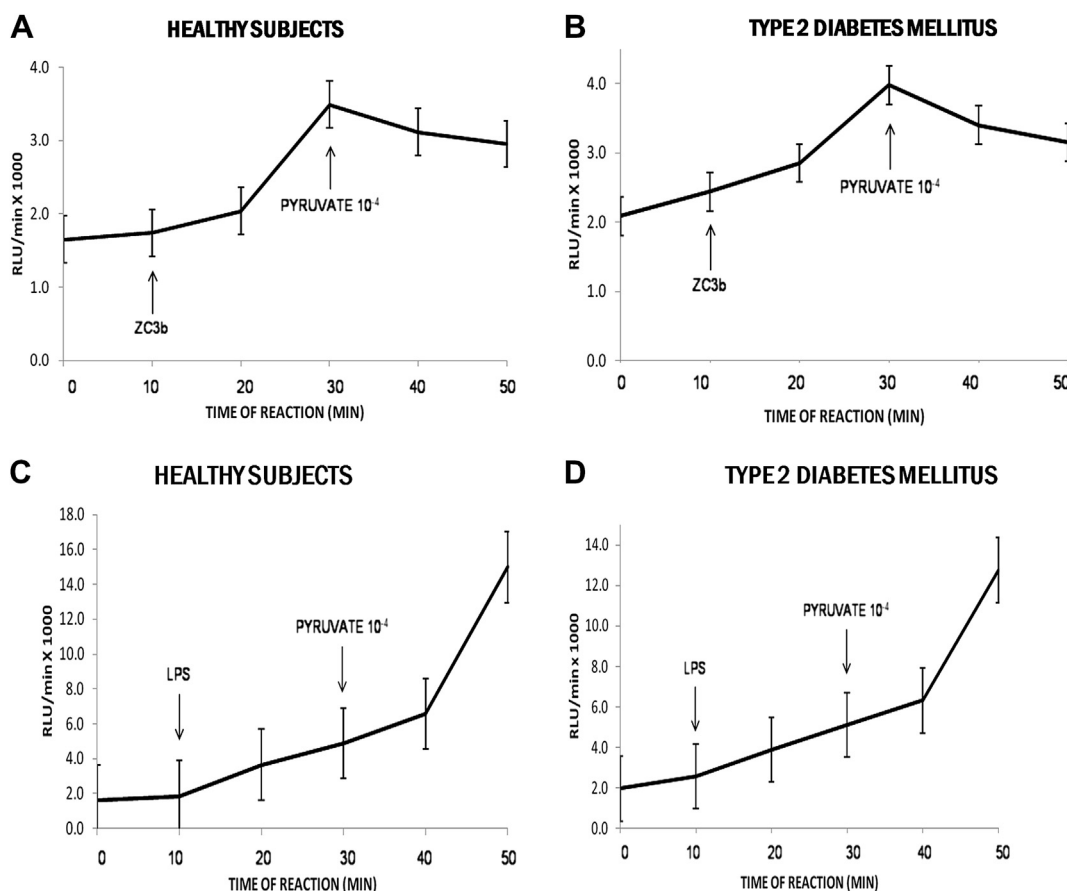 A
HEALTHY SUBJECTS
RLU/min X 1000
4.0
3.0
2.0
1.0
0.0
PYRUVATE 10⁻⁴
ZC3b
0 10 20 30 40 50
TIME OF REACTION (MIN)
B
TYPE 2 DIABETES MELLITUS
RLU/min X 1000
4.0
3.0
2.0
1.0
0.0
PYRUVATE 10⁻⁴
ZC3b
0 10 20 30 40 50
TIME OF REACTION (MIN)
C
HEALTHY SUBJECTS
RLU/min X 1000
18.0
16.0
14.0
12.0
10.0
8.0
6.0
4.0
2.0
0.0
PYRUVATE 10⁻⁴
LPS
0 10 20 30 40 50
TIME OF REACTION (MIN)
D
TYPE 2 DIABETES MELLITUS
RLU/min x 1000
14.0
12.0
10.0
8.0
6.0
4.0
2.0
0.0
PYRUVATE 10⁻⁴
LPS
0 10 20 30 40 50
TIME OF REACTION (MIN)